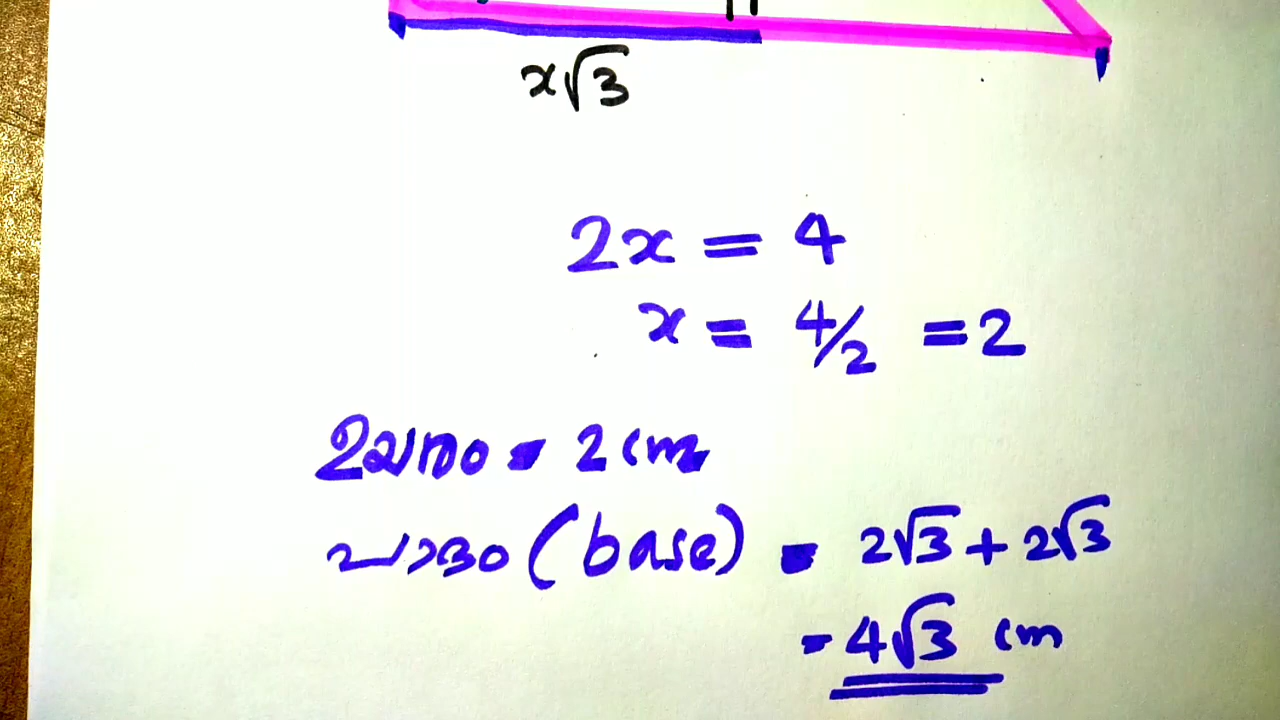 x√3
2x = 4
x = 4/2 = 2
ഉയരം = 2 cm
പാദം (base) = 2√3 + 2√3
= 4√3 cm